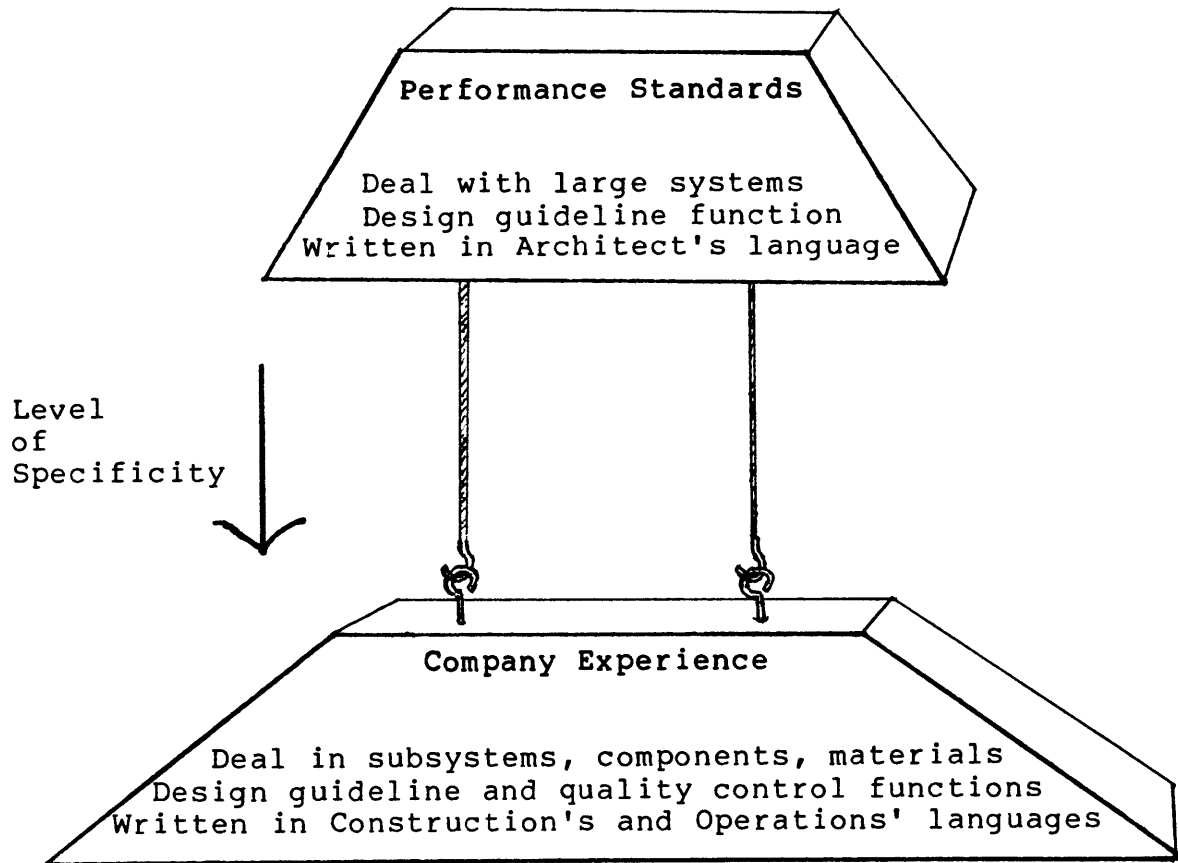 Performance Standards
Deal with large systems
Design guideline function
Written in Architect's language
Level
of
Specificity
Company Experience
Deal in subsystems, components, materials
Design guideline and quality control functions
Written in Construction's and Operations' languages